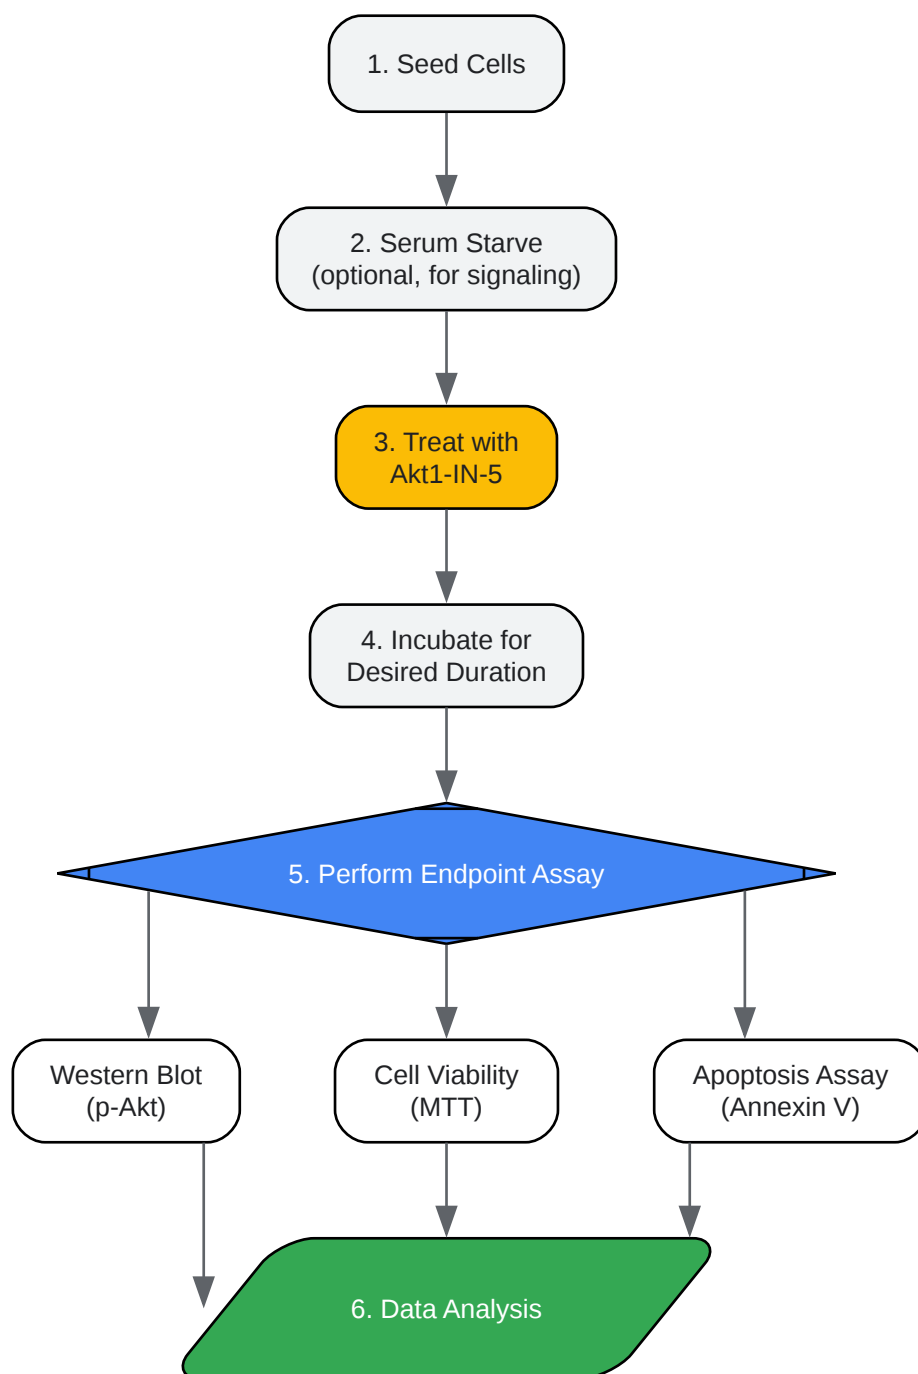 1. Seed Cells
2. Serum Starve
(optional, for signaling)
3. Treat with
Akt1-IN-5
4. Incubate for
Desired Duration
5. Perform Endpoint Assay
Western Blot
(p-Akt)
Cell Viability
(MTT)
Apoptosis Assay
(Annexin V)
6. Data Analysis